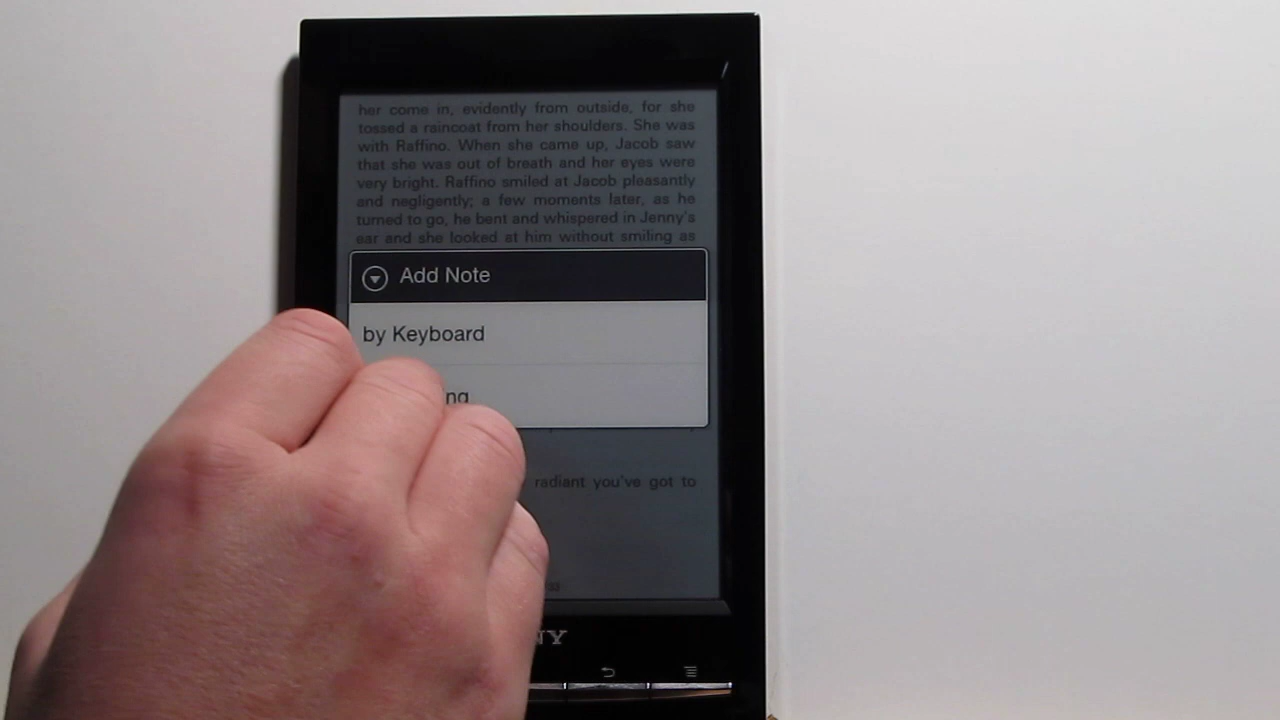 her come in, evidently from outside, for she
tossed a raincoat from her shoulders. She was
with Raffino. When she came up, Jacob saw
that she was out of breath and her eyes were
very bright. Raffino smiled at Jacob pleasantly
and negligently; a few moments later, as he
turned to go, he bent and whispered in Jenny's
ear and she looked at him without smiling as
Add Note
by Keyboard
ng
radiant you've got to
NY